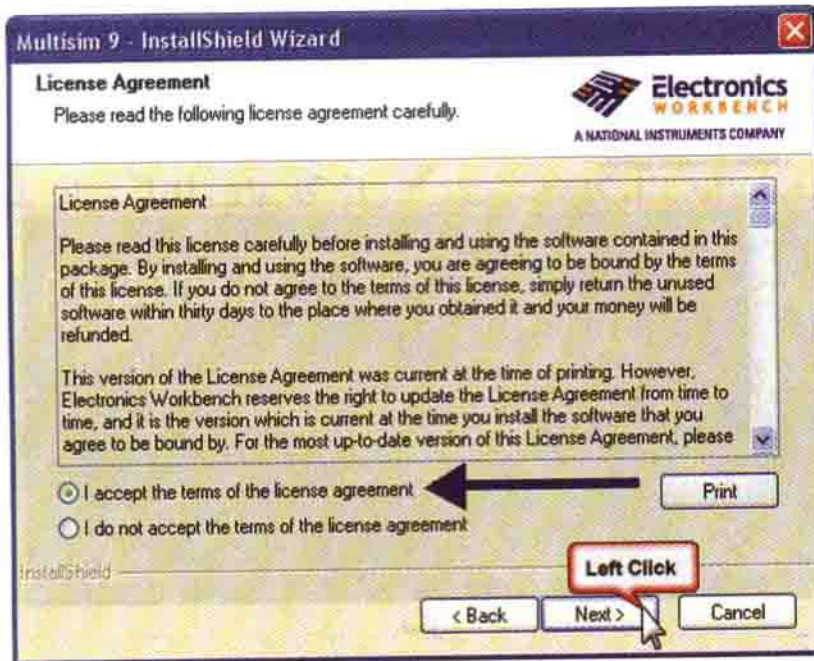 Multisim 9 - InstallShield Wizard
License Agreement
Please read the following license agreement carefully.
Electronics
WORKBENCH
A NATIONAL INSTRUMENTS COMPANY
License Agreement
Please read this license carefully before installing and using the software contained in this
package. By installing and using the software, you are agreeing to be bound by the terms
of this license. If you do not agree to the terms of this license, simply return the unused
software within thirty days to the place where you obtained it and your money will be
refunded.
This version of the License Agreement was current at the time of printing. However,
Electronics Workbench reserves the right to update the License Agreement from time to
time, and it is the version which is current at the time you install the software that you
agree to be bound by. For the most up-to-date version of this License Agreement, please
I accept the terms of the license agreement
Print
I do not accept the terms of the license agreement
InstallShield
Left Click
< Back
Next >
Cancel